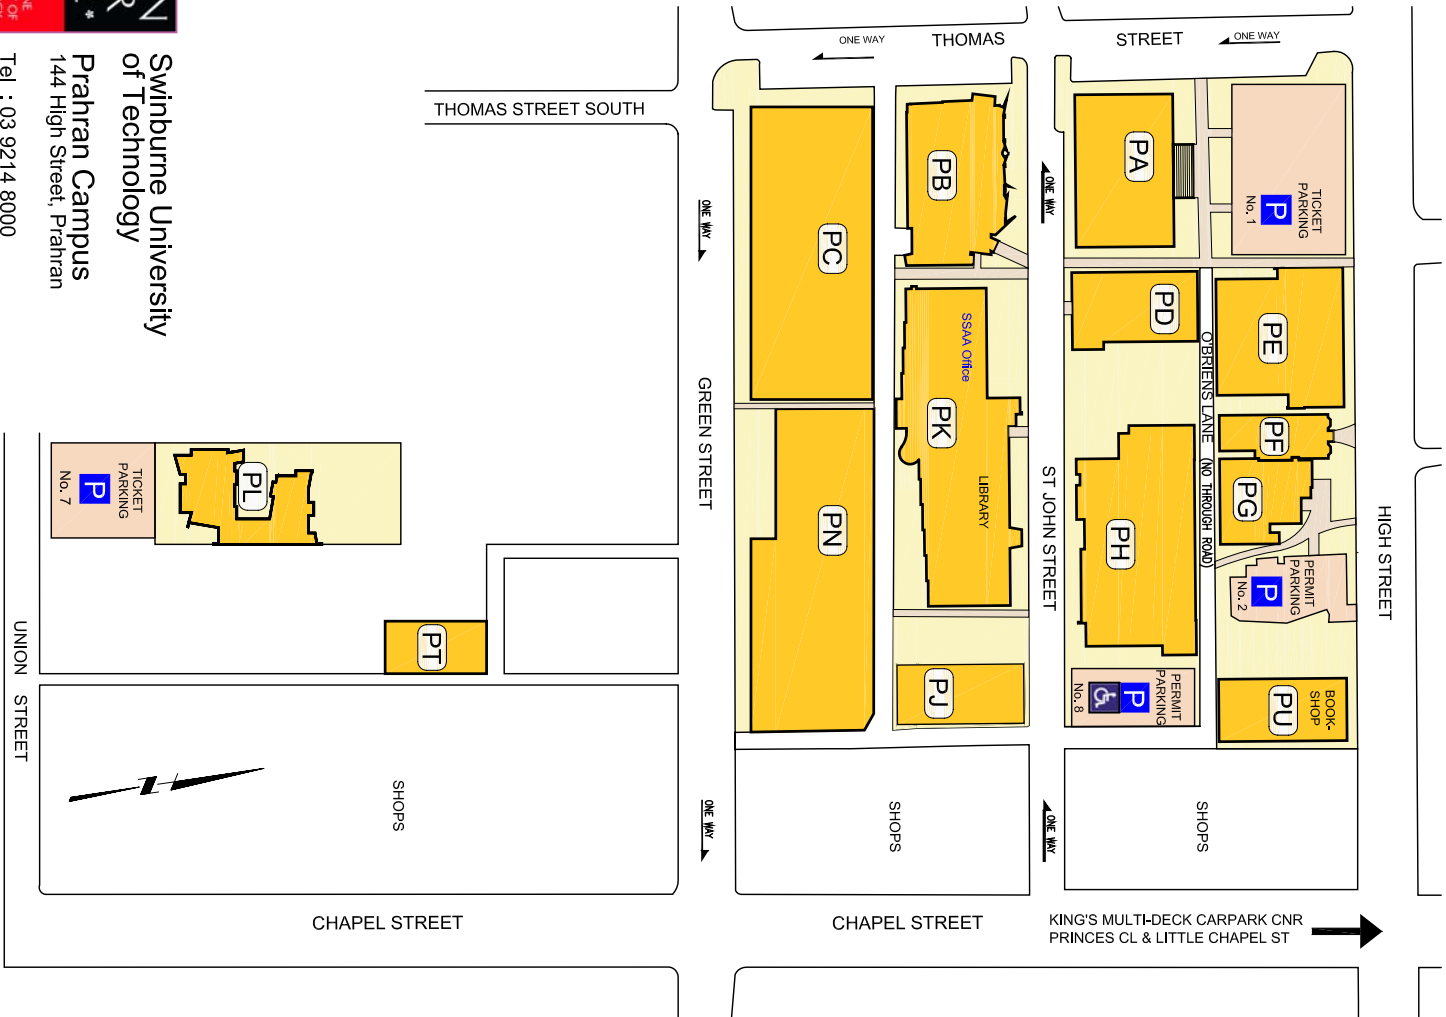 Swinburne University
of Technology
Prahran Campus
144 High Street, Prahran
Tel : 03 9214 8000
THOMAS STREET SOUTH
ONE WAY
THOMAS
STREET
ONE WAY
PA
PB
PC
PD
PE
PF
PG
PH
PJ
PK
PL
PN
PT
PU
TICKET
PARKING
P
No. 1
ONE WAY
ONE WAY
SSAA Office
LIBRARY
O'BRIENS LANE (NO THROUGH ROAD)
GREEN STREET
ST JOHN STREET
HIGH STREET
TICKET
PARKING
P
No. 7
PERMIT
PARKING
P
No. 2
PERMIT
PARKING
P
No. 8
BOOK-
SHOP
UNION STREET
SHOPS
SHOPS
SHOPS
ONE WAY
ONE WAY
CHAPEL STREET
CHAPEL STREET
KING'S MULTI-DECK CARPARK CNR
PRINCES CL & LITTLE CHAPEL ST